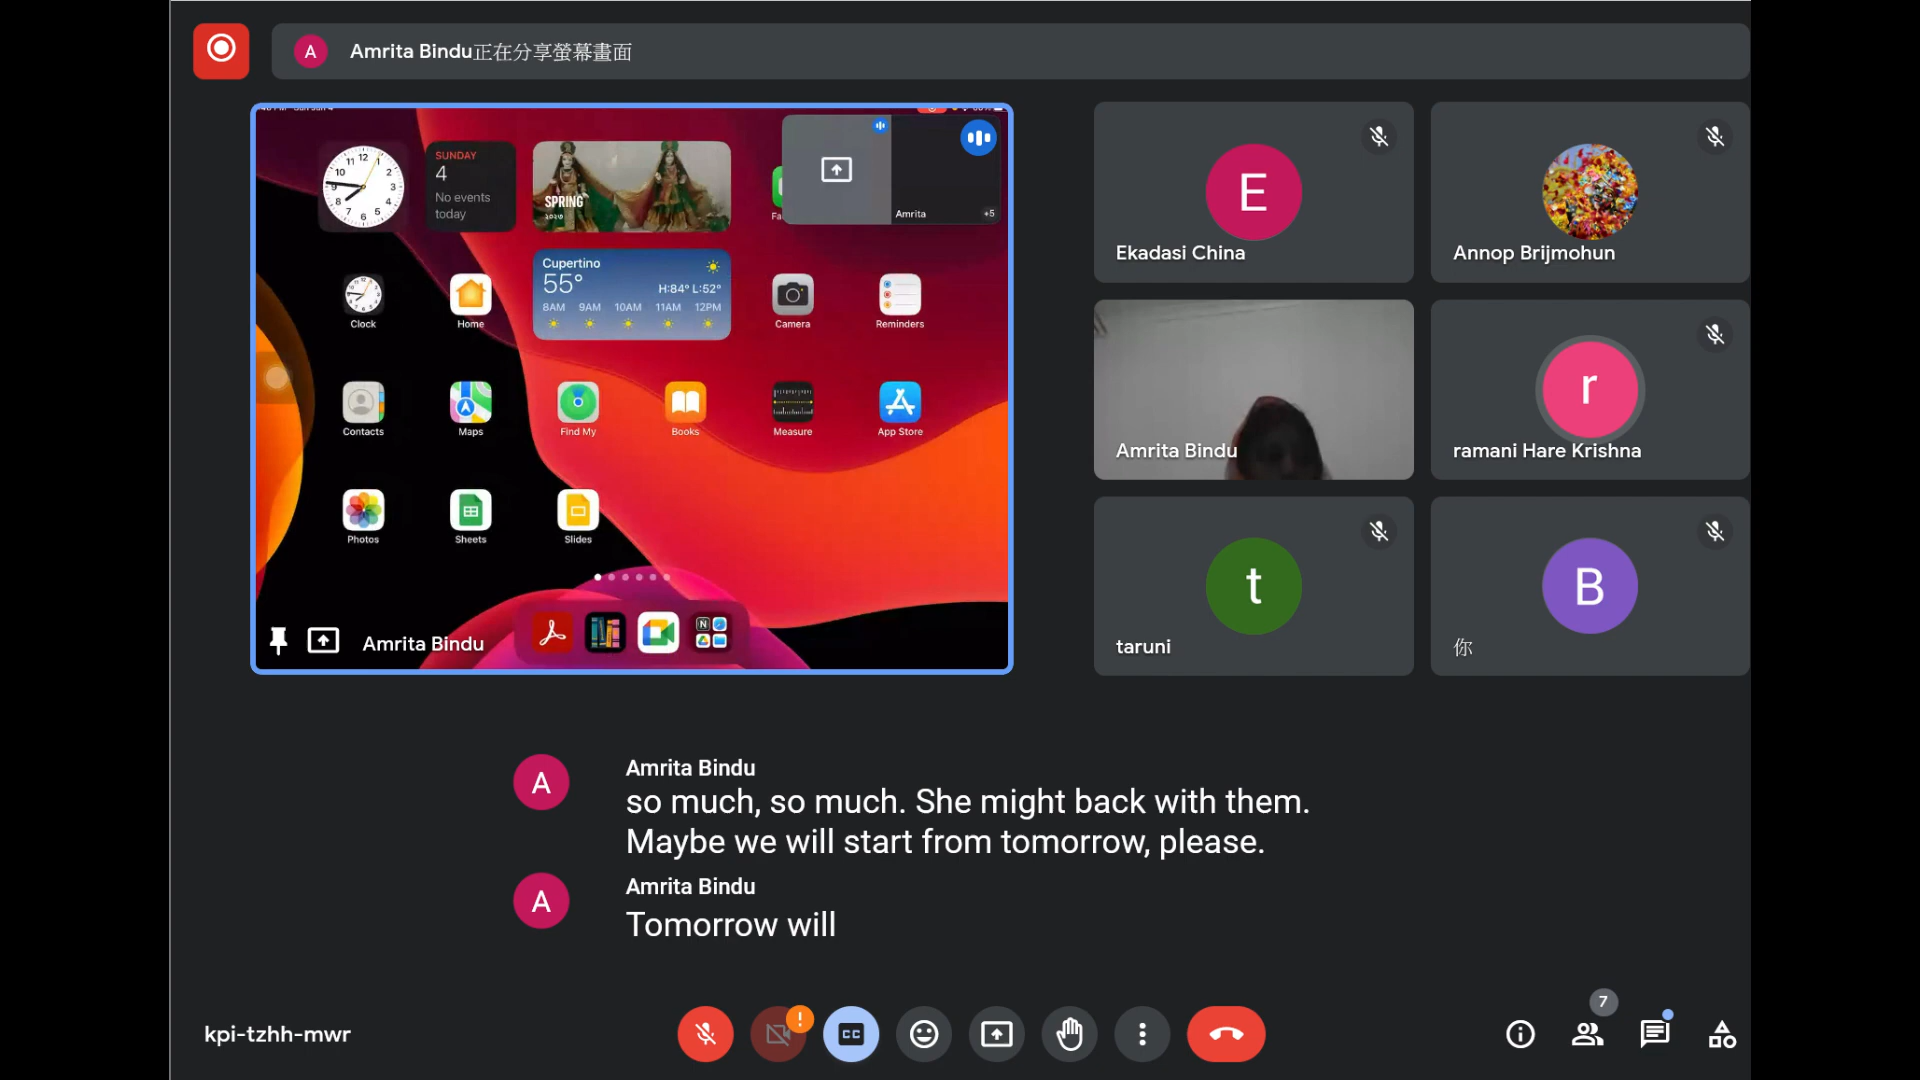 A Amrita Bindu正在分享螢幕畫面
SUNDAY
4
No events
today
SPRING
Amrita
+5
Cupertino
55°
H:84° L:52°
8AM 9AM 10AM 11AM 12PM
Clock
Home
Camera
Reminders
Contacts
Maps
Find My
Books
Measure
App Store
Photos
Sheets
Slides
Amrita Bindu
E
Ekadasi China
Annop Brijmohun
Amrita Bindu
r
ramani Hare Krishna
t
taruni
B
你
A
Amrita Bindu
so much, so much. She might back with them.
Maybe we will start from tomorrow, please.
A
Amrita Bindu
Tomorrow will
kpi-tzhh-mwr
!
CC
7